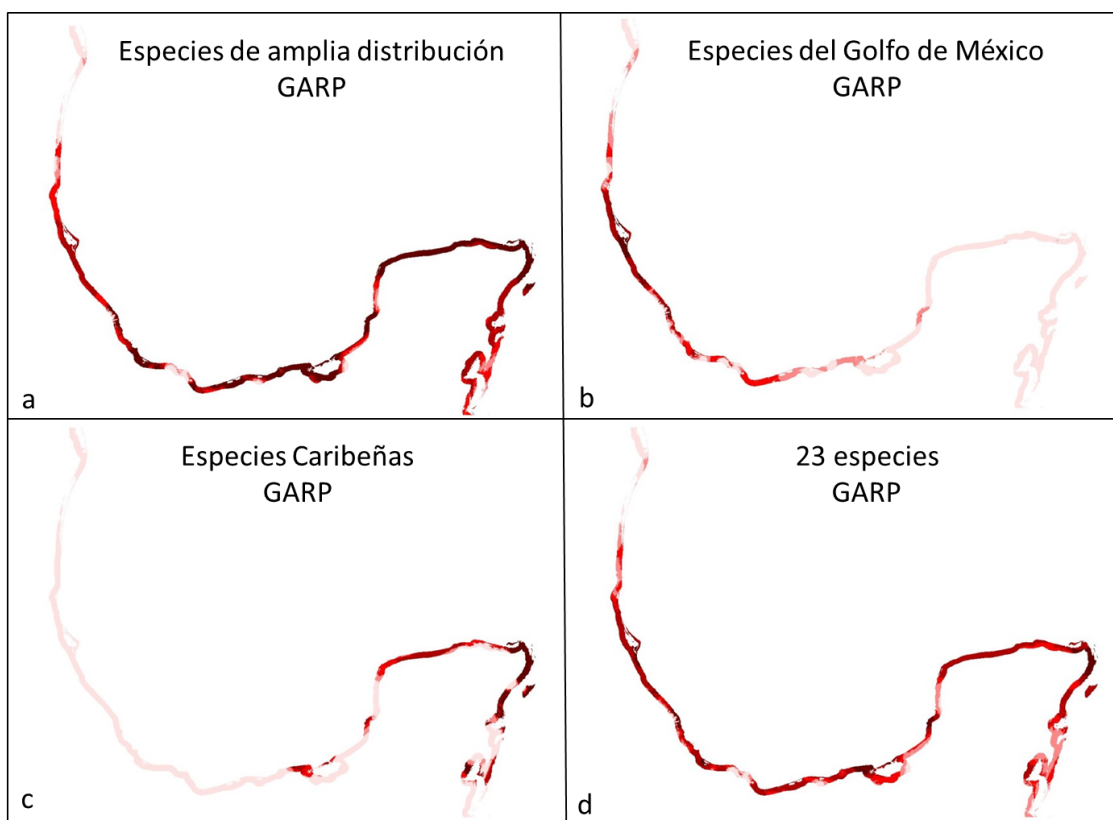 Especies de amplia distribución
GARP
a
Especies del Golfo de México
GARP
b
Especies Caribeñas
GARP
c
23 especies
GARP
d